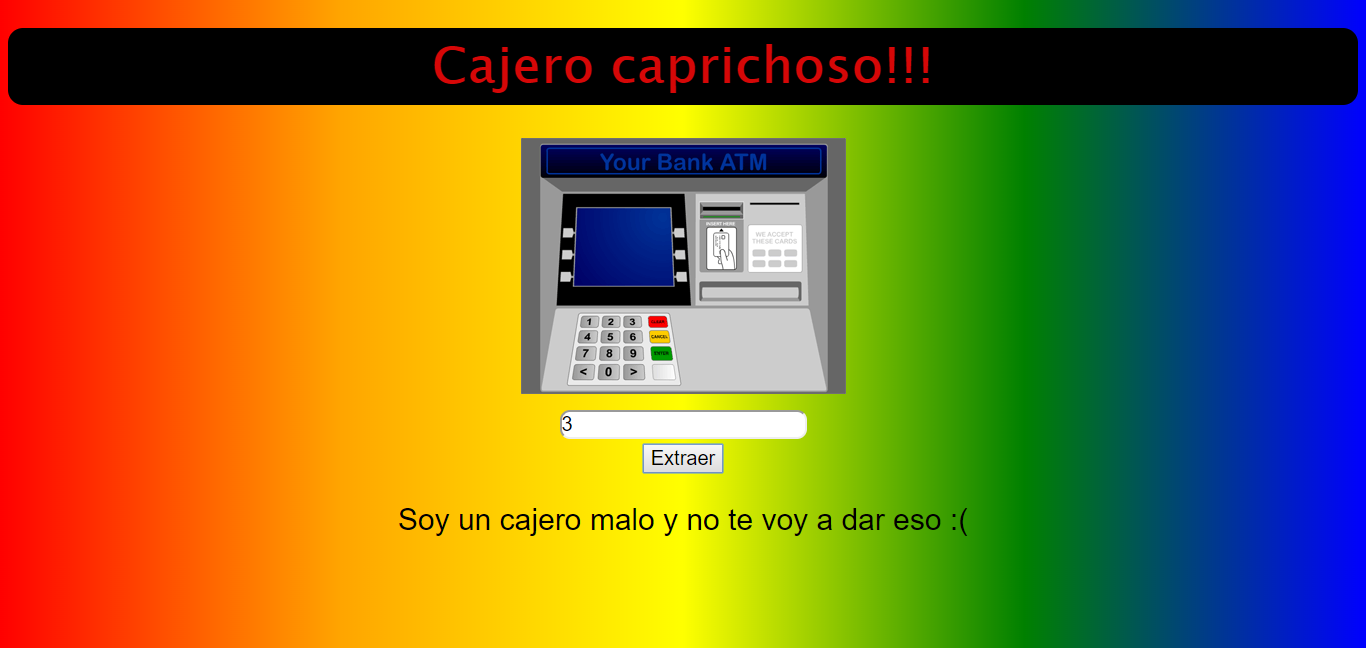 Cajero caprichoso!!!
Your Bank ATM
INSERT HERE
WE ACCEPT
THESE CARDS
1 2 3
4 5 6 CANCEL
7 8 9 ENTER
< 0 >
3
Extraer
Soy un cajero malo y no te voy a dar eso :(